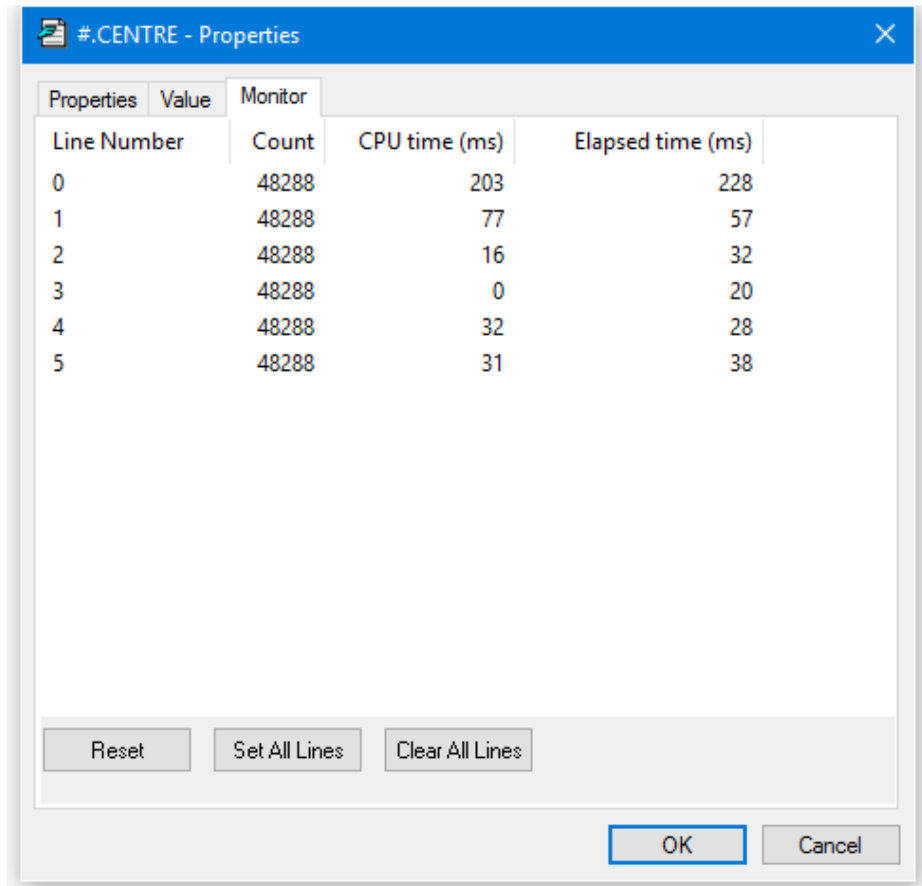 #.CENTRE - Properties
Properties Value Monitor
Line Number Count CPU time (ms) Elapsed time (ms)
0 48288 203 228
1 48288 77 57
2 48288 16 32
3 48288 0 20
4 48288 32 28
5 48288 31 38
Reset Set All Lines Clear All Lines
OK Cancel